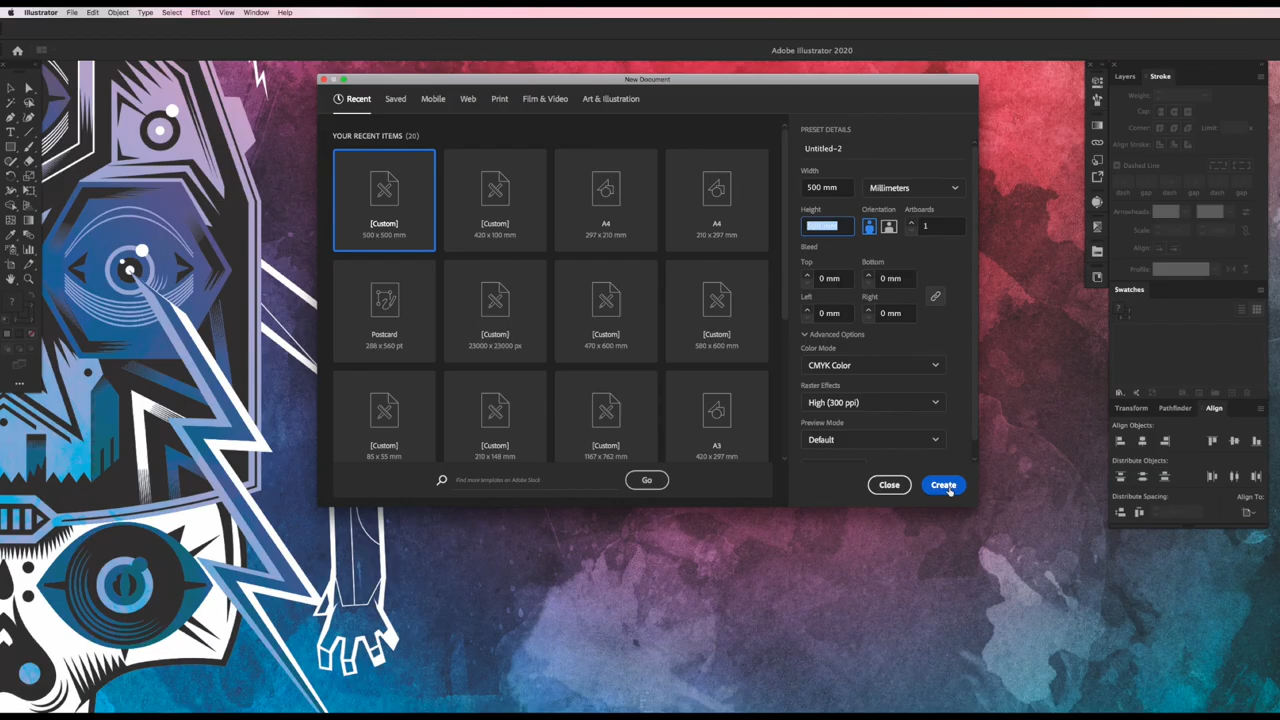 Illustrator File Edit Object Type Select Effect View Window Help
Adobe Illustrator 2020
New Document
Recent Saved Mobile Web Print Film & Video Art & Illustration
YOUR RECENT ITEMS (20)
[Custom]
500 x 500 mm
[Custom]
420 x 100 mm
A4
297 x 210 mm
A4
210 x 297 mm
Postcard
288 x 560 pt
[Custom]
23000 x 23000 px
[Custom]
470 x 600 mm
[Custom]
580 x 600 mm
[Custom]
85 x 55 mm
[Custom]
210 x 148 mm
[Custom]
1167 x 762 mm
A3
420 x 297 mm
Find more templates on Adobe Stock
Go
PRESET DETAILS
Untitled-2
Width
500 mm Millimeters
Height Orientation Artboards
1
Bleed
Top Bottom
0 mm 0 mm
Left Right
0 mm 0 mm
Advanced Options
Color Mode
CMYK Color
Raster Effects
High (300 ppi)
Preview Mode
Default
Close Create
Layers Stroke
Weight:
Cap:
Corner: Limit: x
Align Stroke:
Dashed Line
dash gap dash gap dash gap
Arrowheads:
Scale:
Align:
Profile:
Swatches
Transform Pathfinder Align
Align Objects:
Distribute Objects:
Distribute Spacing: Align To: